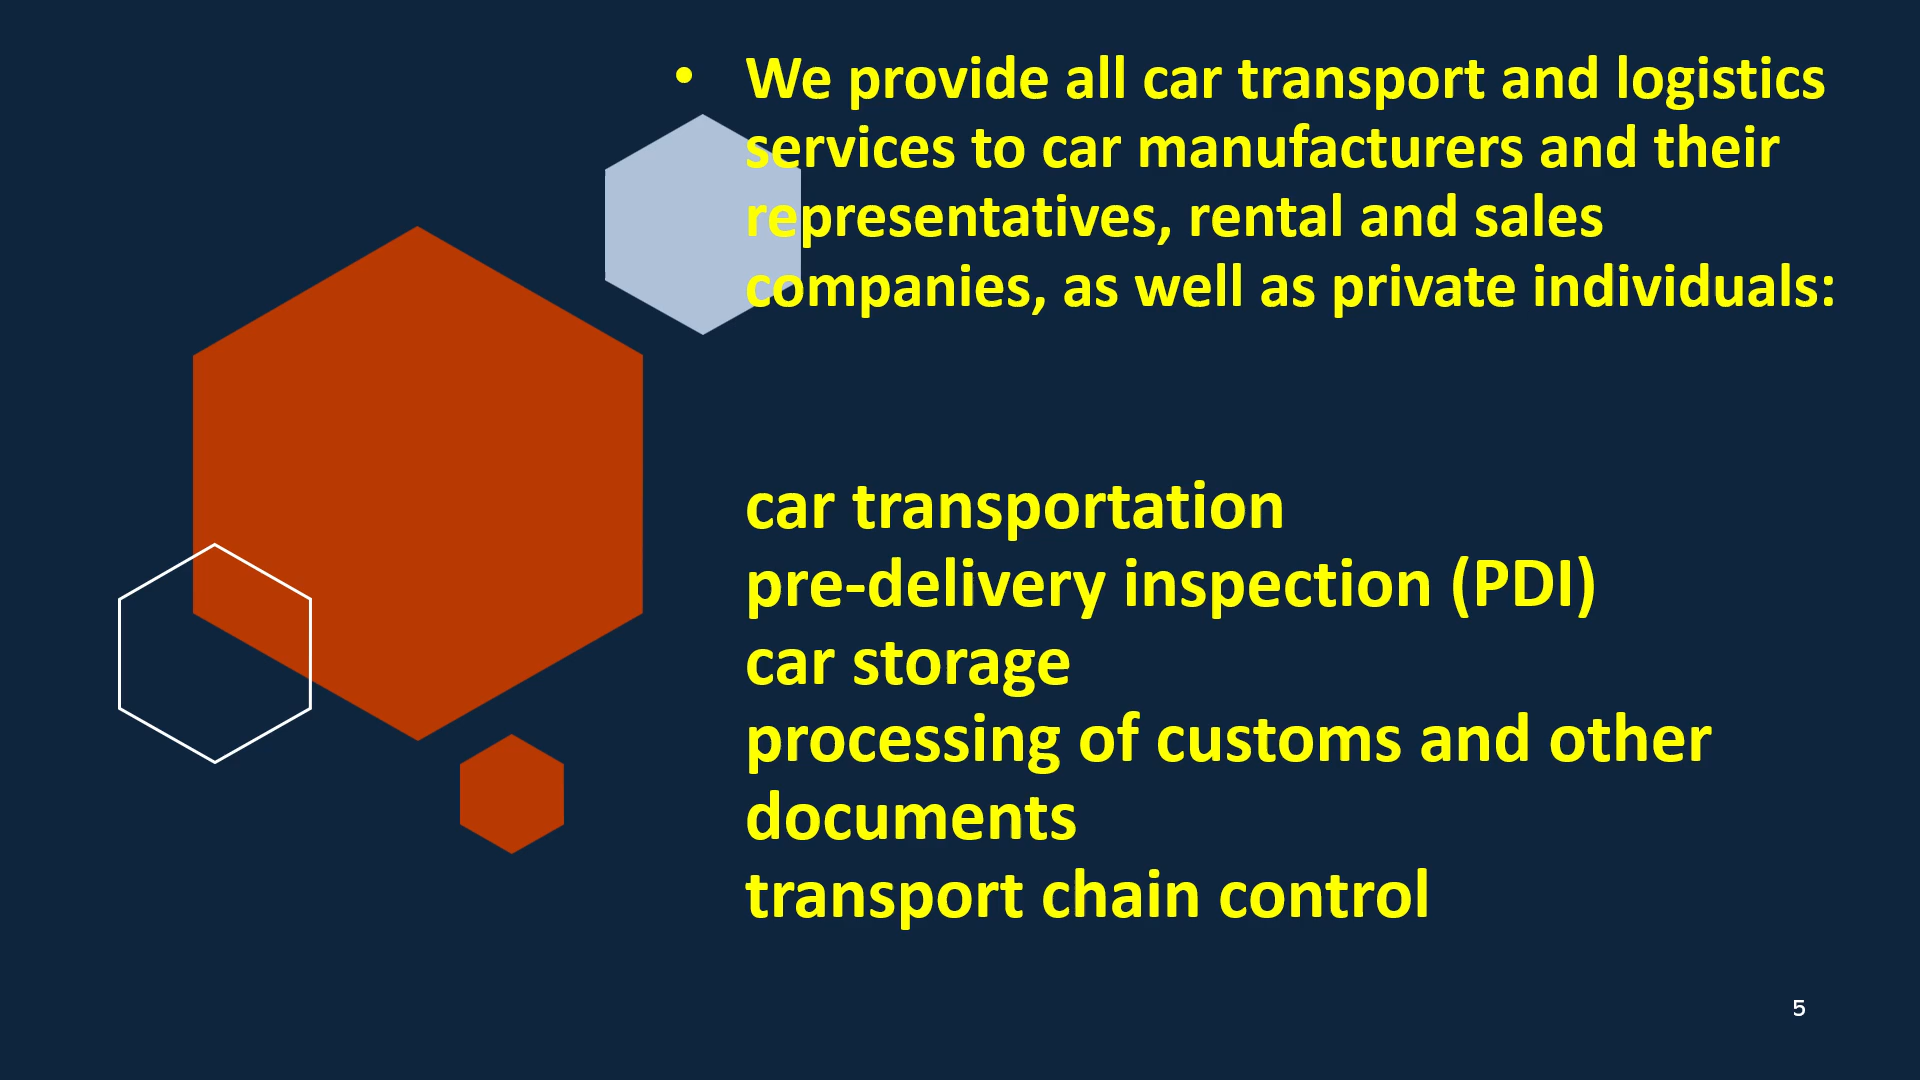 • We provide all car transport and logistics
services to car manufacturers and their
representatives, rental and sales
companies, as well as private individuals:
car transportation
pre-delivery inspection (PDI)
car storage
processing of customs and other
documents
transport chain control
5